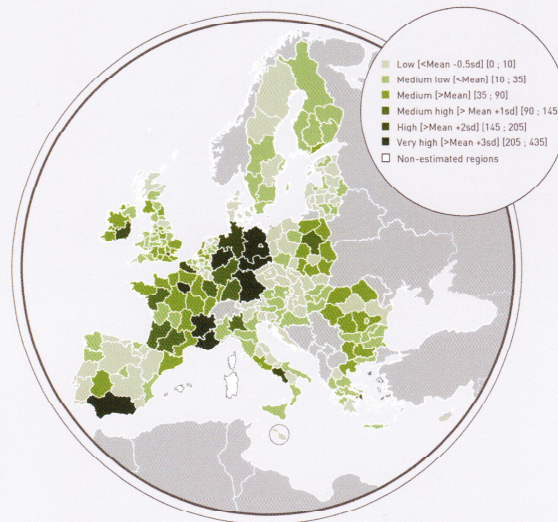 Low [<Mean -0.5sd] [0 ; 10]
Medium low [<Mean] [10 ; 35]
Medium [>Mean] [35 ; 90]
Medium high [> Mean +1sd] [90 ; 145
High [>Mean +2sd] [145 ; 205]
Very high [>Mean +3sd] [205 ; 435]
Non-estimated regions